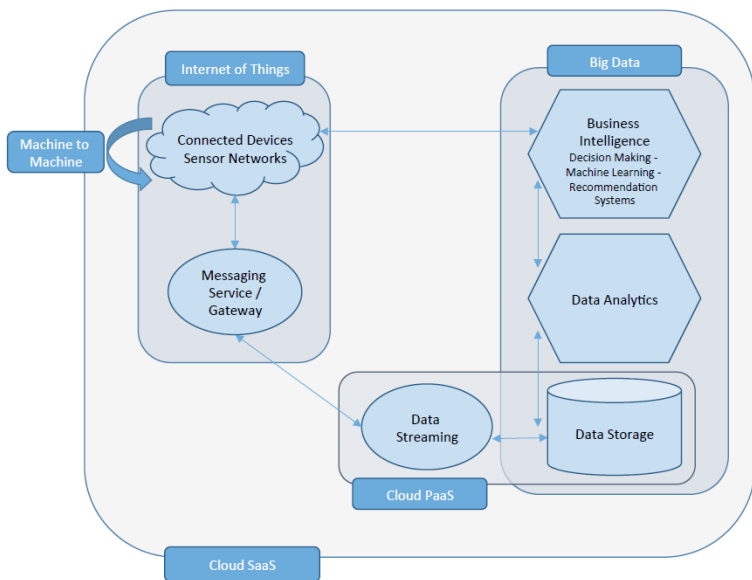 Internet of Things
Big Data
Machine to
Machine
Connected Devices
Sensor Networks
Business
Intelligence
Decision Making -
Machine Learning -
Recommendation
Systems
Messaging
Service /
Gateway
Data Analytics
Data
Streaming
Data Storage
Cloud PaaS
Cloud SaaS